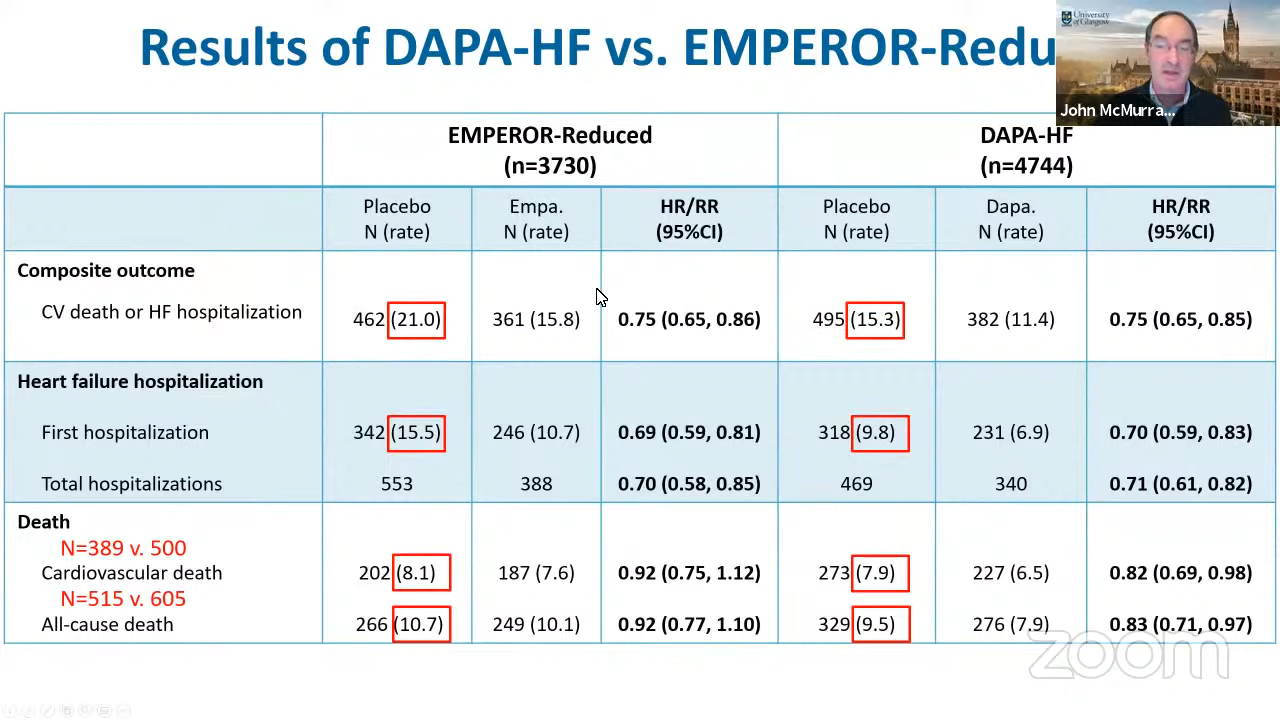 Results of DAPA-HF vs. EMPEROR-Redu
University
of Glasgow
John McMurra...
EMPEROR-Reduced
(n=3730)
DAPA-HF
(n=4744)
Placebo
N (rate)
Empa.
N (rate)
HR/RR
(95%CI)
Placebo
N (rate)
Dapa.
N (rate)
HR/RR
(95%CI)
Composite outcome
CV death or HF hospitalization 462 (21.0) 361 (15.8) 0.75 (0.65, 0.86) 495 (15.3) 382 (11.4) 0.75 (0.65, 0.85)
Heart failure hospitalization
First hospitalization 342 (15.5) 246 (10.7) 0.69 (0.59, 0.81) 318 (9.8) 231 (6.9) 0.70 (0.59, 0.83)
Total hospitalizations 553 388 0.70 (0.58, 0.85) 469 340 0.71 (0.61, 0.82)
Death
N=389 v. 500
Cardiovascular death 202 (8.1) 187 (7.6) 0.92 (0.75, 1.12) 273 (7.9) 227 (6.5) 0.82 (0.69, 0.98)
N=515 v. 605
All-cause death 266 (10.7) 249 (10.1) 0.92 (0.77, 1.10) 329 (9.5) 276 (7.9) 0.83 (0.71, 0.97)
zoom